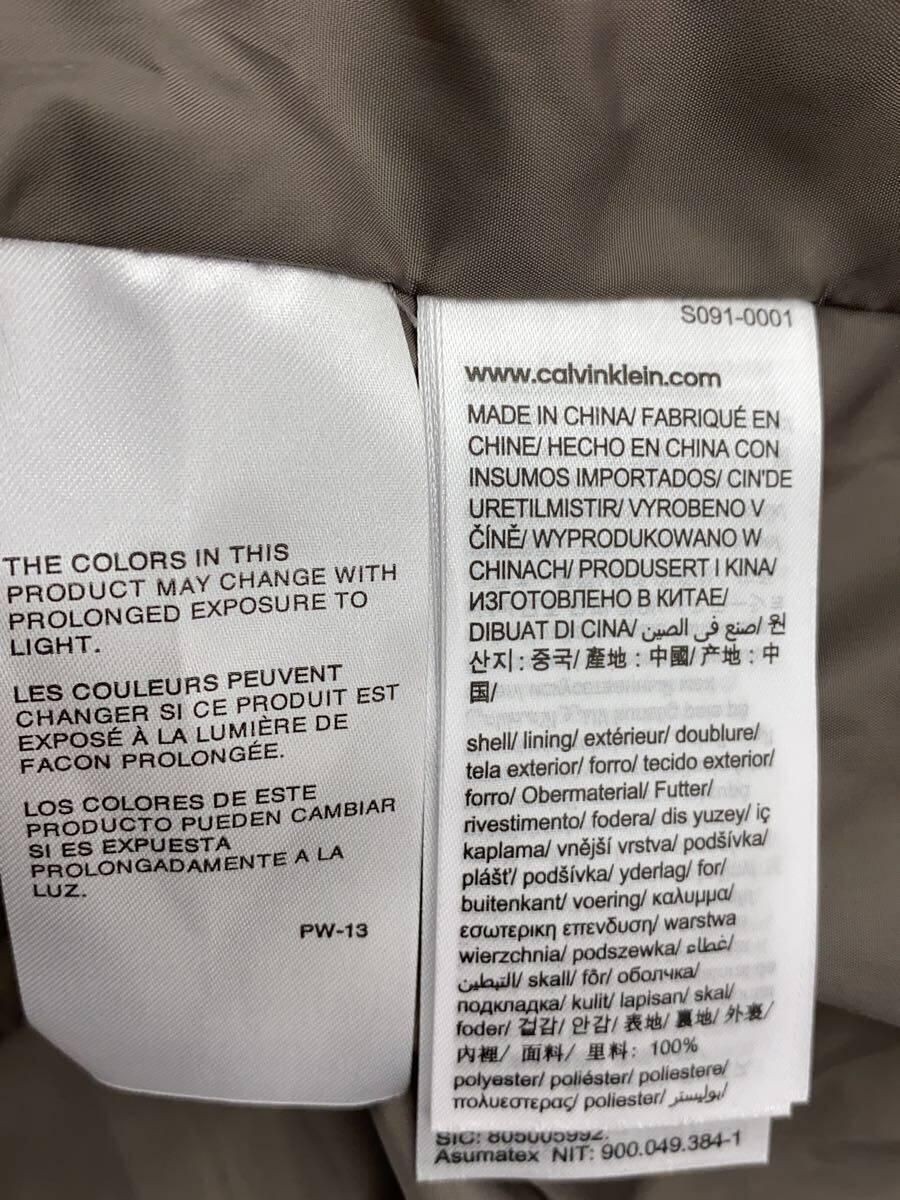 THE COLORS IN THIS
PRODUCT MAY CHANGE WITH
PROLONGED EXPOSURE TO
LIGHT.
LES COULEURS PEUVENT
CHANGER SI CE PRODUIT EST
EXPOSÉ À LA LUMIÈRE DE
FACON PROLONGÉE.
LOS COLORES DE ESTE
PRODUCTO PUEDEN CAMBIAR
SI ES EXPUESTA
PROLONGADAMENTE A LA
LUZ.
PW-13
S091-0001
www.calvinklein.com
MADE IN CHINA/ FABRIQUÉ EN
CHINE/ HECHO EN CHINA CON
INSUMOS IMPORTADOS/ CIN'DE
URETILMISTIR/ VYROBENO V
ČÍNĚ/ WYPRODUKOWANO W
CHINACH/ PRODUSERT I KINA/
ИЗГОТОВЛЕНО В КИТАЕ/
DIBUAT DI CINA/ صنع في الصين/ 원
산지: 중국/ 產地: 中國/ 产地: 中
国/
shell/ lining/ extérieur/ doublure/
tela exterior/ forro/ tecido exterior/
forro/ Obermaterial/ Futter/
rivestimento/ fodera/ dis yuzey/ iç
kaplama/ vnější vrstva/ podšívka/
plášť/ podšívka/ yderlag/ for/
buitenkant/ voering/ καλυμμα/
εσωτερικη επενδυση/ warstwa
wierzchnia/ podszewka/ غطاء/
التبطين/ skall/ fôr/ оболчка/
подкладка/ kulit/ lapisan/ skal/
foder/ 겉감/ 안감/ 表地/ 裏地/ 外裏/
內裡/ 面料/ 里料: 100%
polyester/ poliéster/ poliestere/
πολυεστερας/ poliester/ بوليستر/
SIC: 805005992.
Asumatex NIT: 900.049.384-1